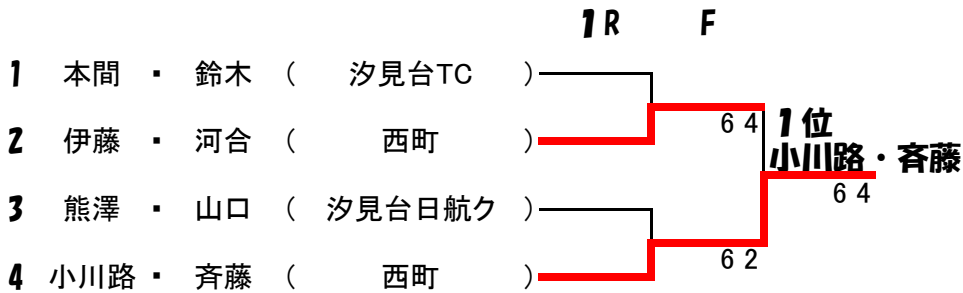 1R F
1 本間 ・ 鈴木 ( 汐見台TC )
6 4
1位
2 伊藤 ・ 河合 ( 西町 )
小川路・斉藤
6 4
3 熊澤 ・ 山口 ( 汐見台日航ク )
6 2
4 小川路 ・ 斉藤 ( 西町 )